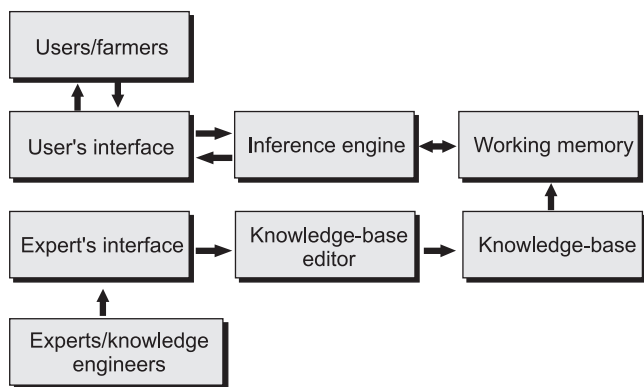 Users/farmers
User's interface
Inference engine
Working memory
Expert's interface
Knowledge-base
editor
Knowledge-base
Experts/knowledge
engineers